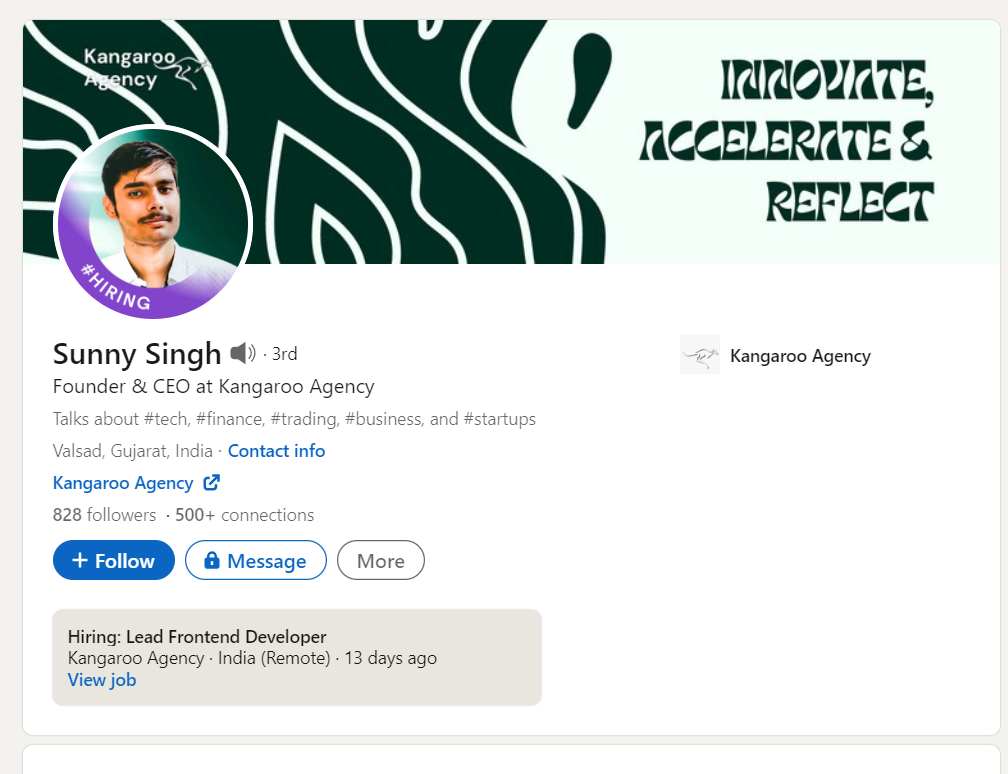 Kangaroo
Agency
INNOVATE,
ACCELERATE &
REFLECT
#HIRING
Sunny Singh · 3rd
Kangaroo Agency
Founder & CEO at Kangaroo Agency
Talks about #tech, #finance, #trading, #business, and #startups
Valsad, Gujarat, India · Contact info
Kangaroo Agency
828 followers · 500+ connections
+ Follow
Message
More
Hiring: Lead Frontend Developer
Kangaroo Agency · India (Remote) · 13 days ago
View job